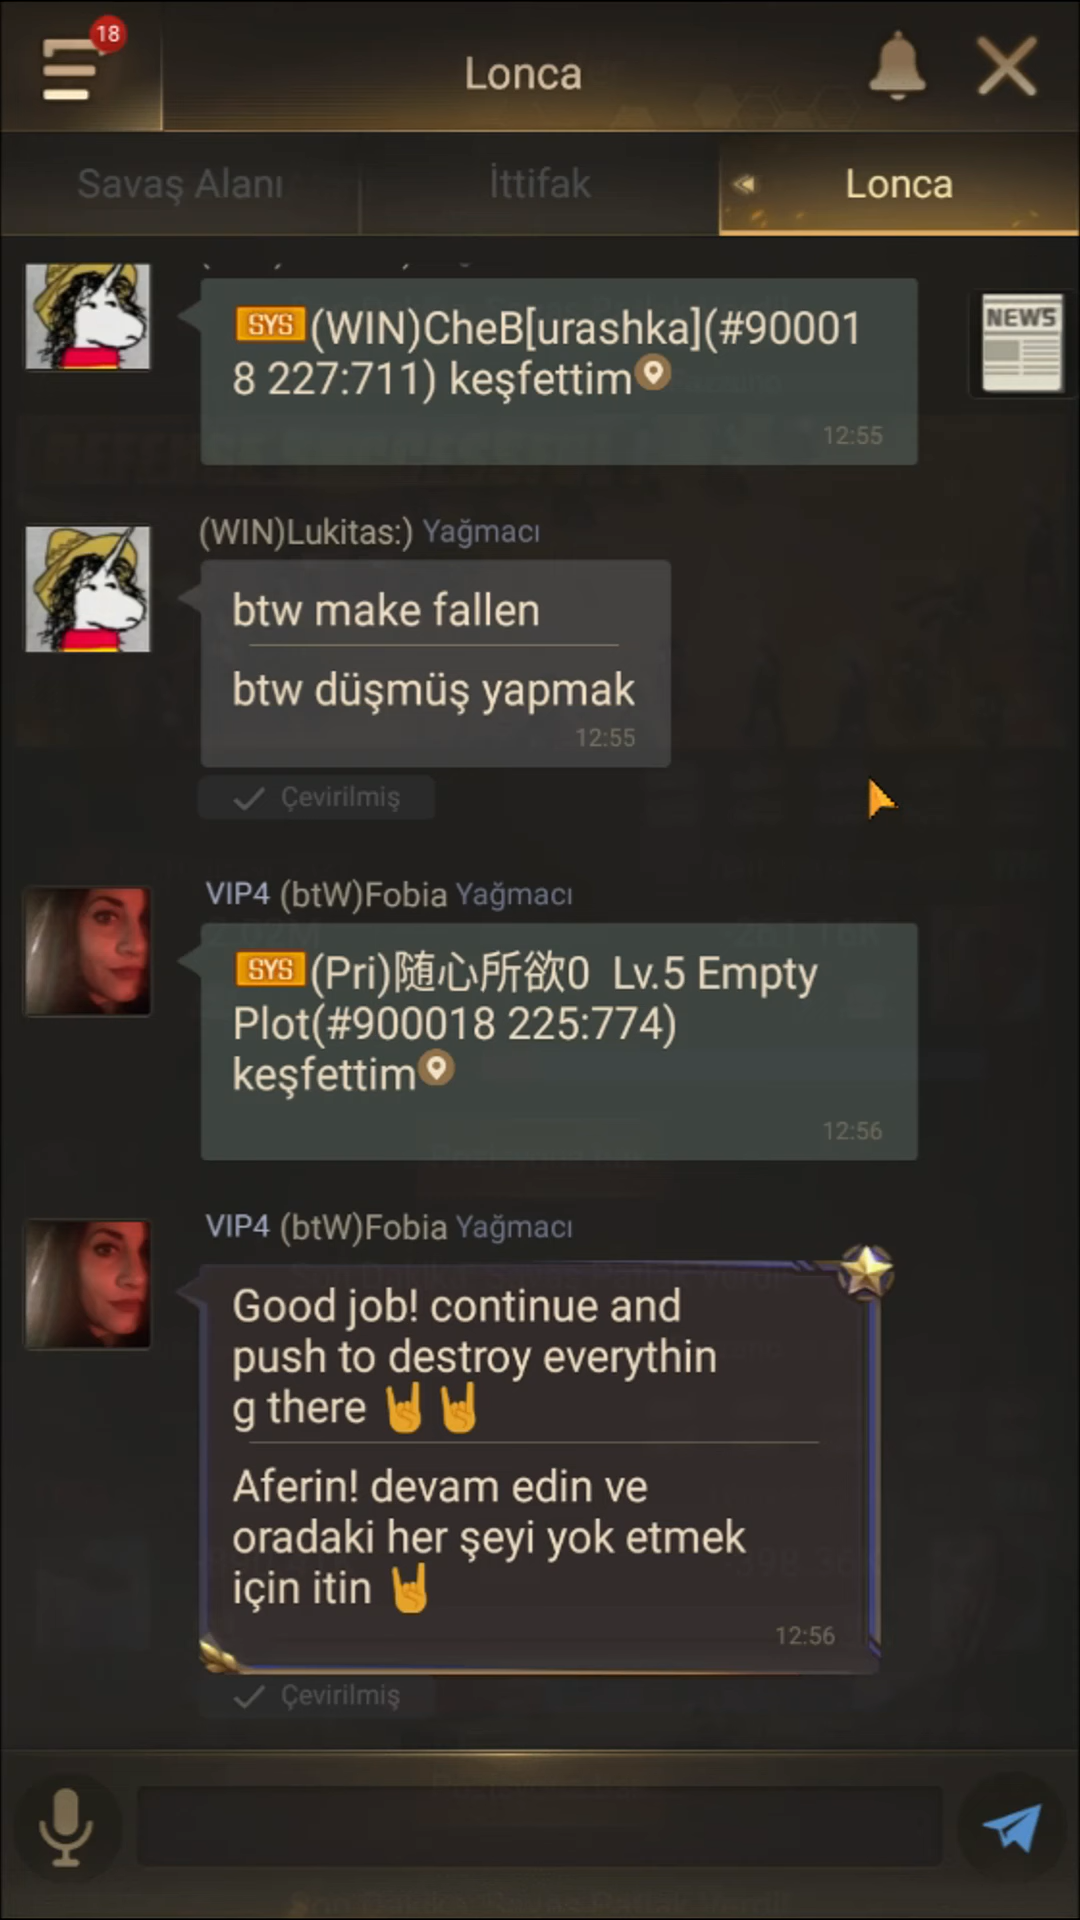 18
Lonca
Savaş Alanı
İttifak
Lonca
SYS (WIN)CheB[urashka](#90001
8 227:711) keşfettim
12:55
NEWS
(WIN)Lukitas:) Yağmacı
btw make fallen
btw düşmüş yapmak
12:55
Çevirilmiş
VIP4 (btW)Fobia Yağmacı
SYS (Pri)随心所欲0 Lv.5 Empty
Plot(#900018 225:774)
keşfettim
12:56
VIP4 (btW)Fobia Yağmacı
Good job! continue and
push to destroy everythin
g there 🤘🤘
Aferin! devam edin ve
oradaki her şeyi yok etmek
için itin 🤘
12:56
Çevirilmiş